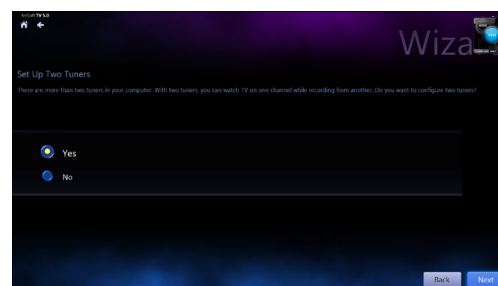 ArcSoft TV 5.0
Wiza
Set Up Two Tuners
There are more than two tuners in your computer. With two tuners, you can watch TV on one channel while recording from another. Do you want to configure two tuners?
Yes
No
Back Next